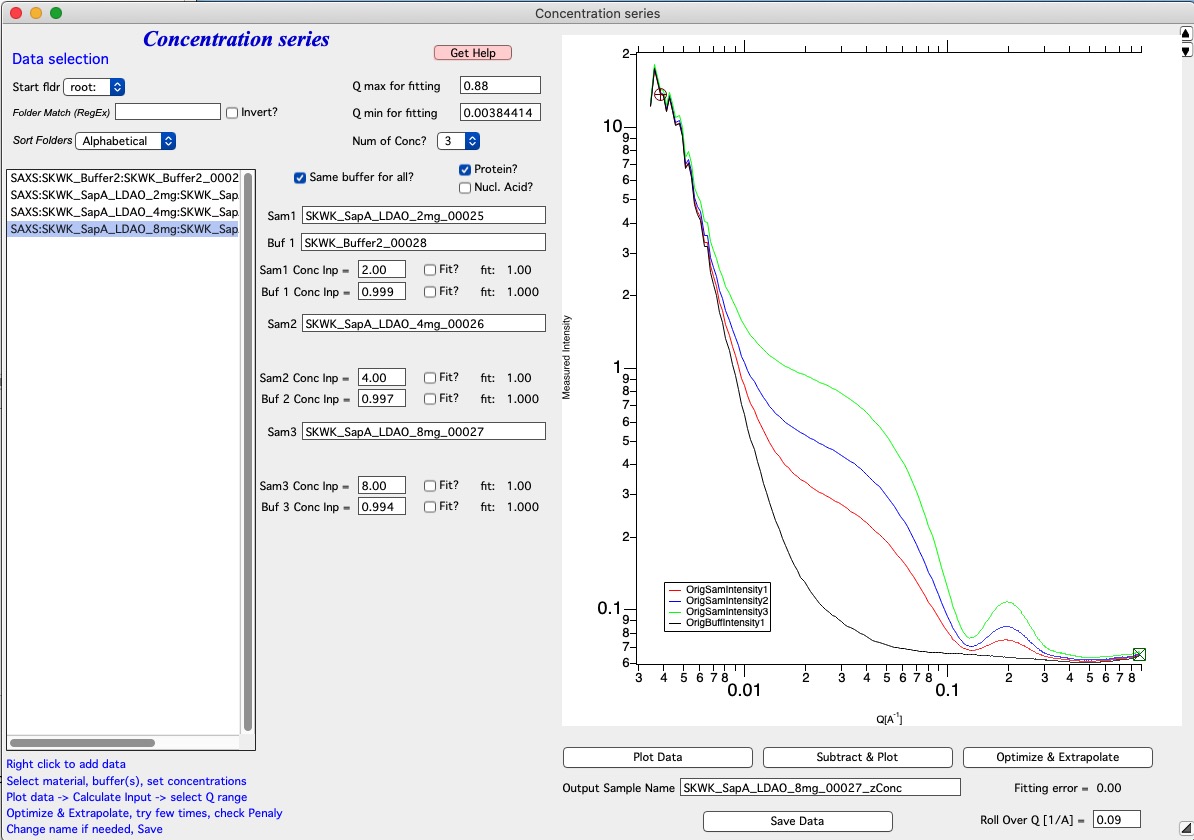 Concentration series
Concentration series
Data selection
Get Help
Start fldr root:
Folder Match (RegEx)
Invert?
Sort Folders Alphabetical
Q max for fitting 0.88
Q min for fitting 0.00384414
Num of Conc? 3
SAXS:SKWK_Buffer2:SKWK_Buffer2_0002
SAXS:SKWK_SapA_LDAO_2mg:SKWK_Sap
SAXS:SKWK_SapA_LDAO_4mg:SKWK_Sap
SAXS:SKWK_SapA_LDAO_8mg:SKWK_Sap
Same buffer for all?
Protein?
Nucl. Acid?
Sam1 SKWK_SapA_LDAO_2mg_00025
Buf 1 SKWK_Buffer2_00028
Sam1 Conc Inp = 2.00 Fit? fit: 1.00
Buf 1 Conc Inp = 0.999 Fit? fit: 1.000
Sam2 SKWK_SapA_LDAO_4mg_00026
Sam2 Conc Inp = 4.00 Fit? fit: 1.00
Buf 2 Conc Inp = 0.997 Fit? fit: 1.000
Sam3 SKWK_SapA_LDAO_8mg_00027
Sam3 Conc Inp = 8.00 Fit? fit: 1.00
Buf 3 Conc Inp = 0.994 Fit? fit: 1.000
Right click to add data
Select material, buffer(s), set concentrations
Plot data -> Calculate Input -> select Q range
Optimize & Extrapolate, try few times, check Penaly
Change name if needed, Save
Measured Intensity
2
10
9
8
7
6
5
4
3
2
1
9
8
7
6
5
4
3
2
0.1
9
8
7
6
OrigSamIntensity1
OrigSamIntensity2
OrigSamIntensity3
OrigBuffIntensity1
3 4 5 6 7 8 2 3 4 5 6 7 8 2 3 4 5 6 7 8
0.01 0.1
Q[A⁻¹]
Plot Data
Subtract & Plot
Optimize & Extrapolate
Output Sample Name SKWK_SapA_LDAO_8mg_00027_zConc
Fitting error = 0.00
Save Data
Roll Over Q [1/A] = 0.09